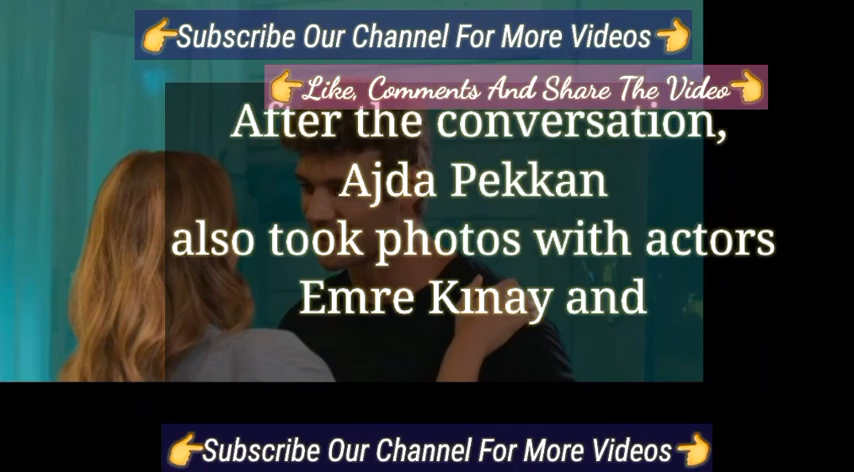 👉Subscribe Our Channel For More Videos👈
👉Like, Comments And Share The Video👈
After the conversation,
Ajda Pekkan
also took photos with actors
Emre Kınay and
👉Subscribe Our Channel For More Videos👈